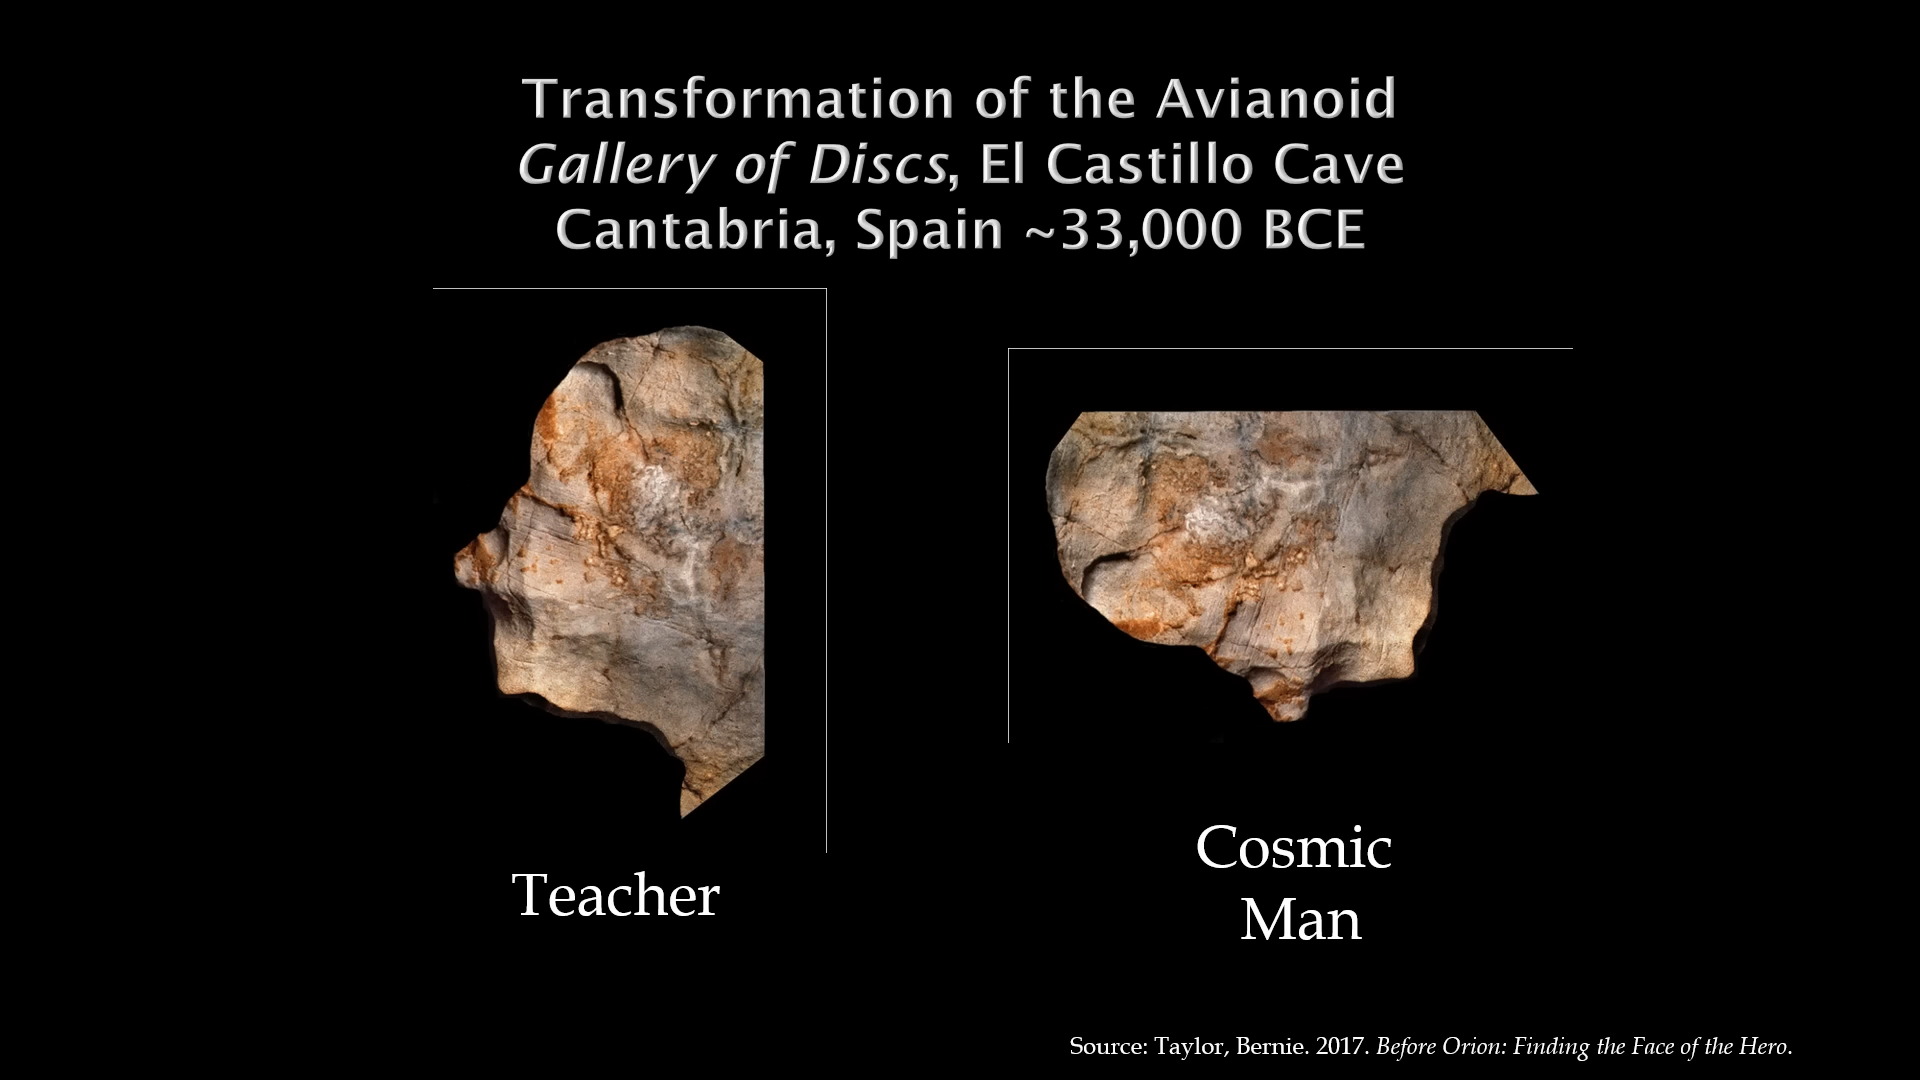 Transformation of the Avianoid
Gallery of Discs, El Castillo Cave
Cantabria, Spain ~33,000 BCE
Teacher
Cosmic
Man
Source: Taylor, Bernie. 2017. Before Orion: Finding the Face of the Hero.